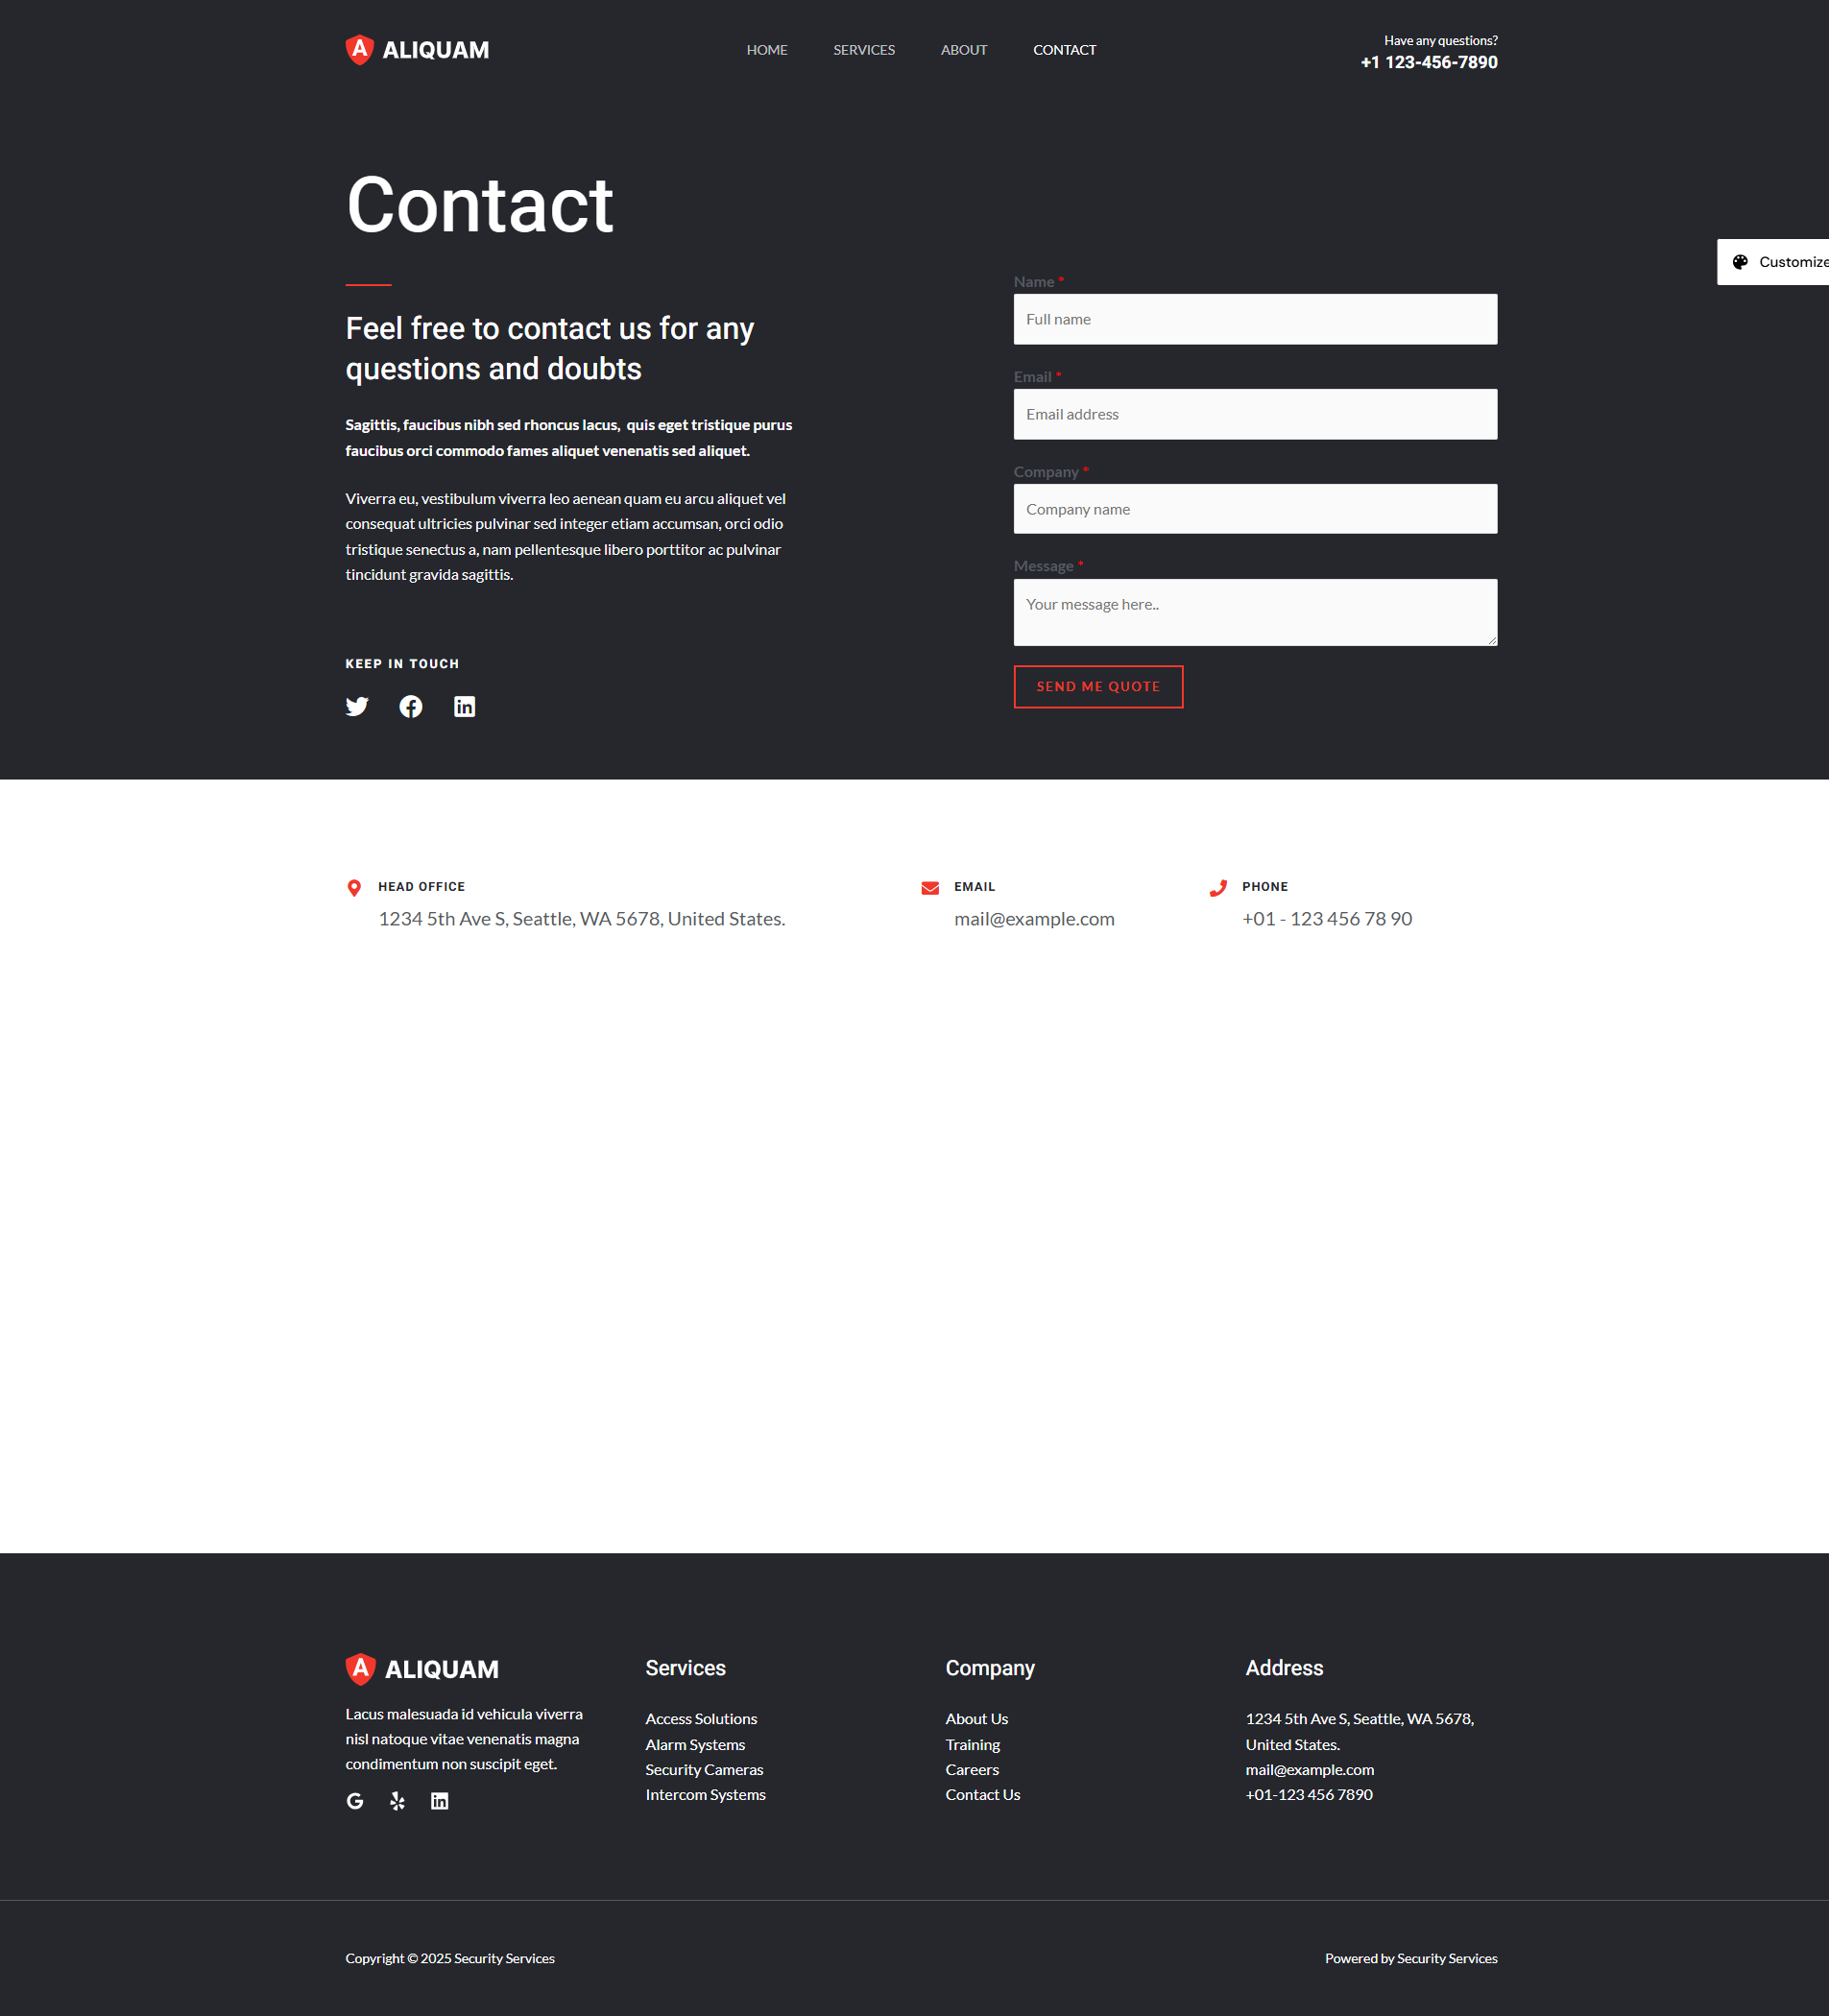 ALIQUAM
HOME
SERVICES
ABOUT
CONTACT
Have any questions?
+1 123-456-7890
Contact
Customize
Feel free to contact us for any
questions and doubts
Sagittis, faucibus nibh sed rhoncus lacus,  quis eget tristique purus
faucibus orci commodo fames aliquet venenatis sed aliquet.
Viverra eu, vestibulum viverra leo aenean quam eu arcu aliquet vel
consequat ultricies pulvinar sed integer etiam accumsan, orci odio
tristique senectus a, nam pellentesque libero porttitor ac pulvinar
tincidunt gravida sagittis.
KEEP IN TOUCH
Name *
Full name
Email *
Email address
Company *
Company name
Message *
Your message here..
SEND ME QUOTE
HEAD OFFICE
1234 5th Ave S, Seattle, WA 5678, United States.
EMAIL
mail@example.com
PHONE
+01 - 123 456 78 90
ALIQUAM
Lacus malesuada id vehicula viverra
nisl natoque vitae venenatis magna
condimentum non suscipit eget.
Services
Access Solutions
Alarm Systems
Security Cameras
Intercom Systems
Company
About Us
Training
Careers
Contact Us
Address
1234 5th Ave S, Seattle, WA 5678,
United States.
mail@example.com
+01-123 456 7890
Copyright © 2025 Security Services
Powered by Security Services